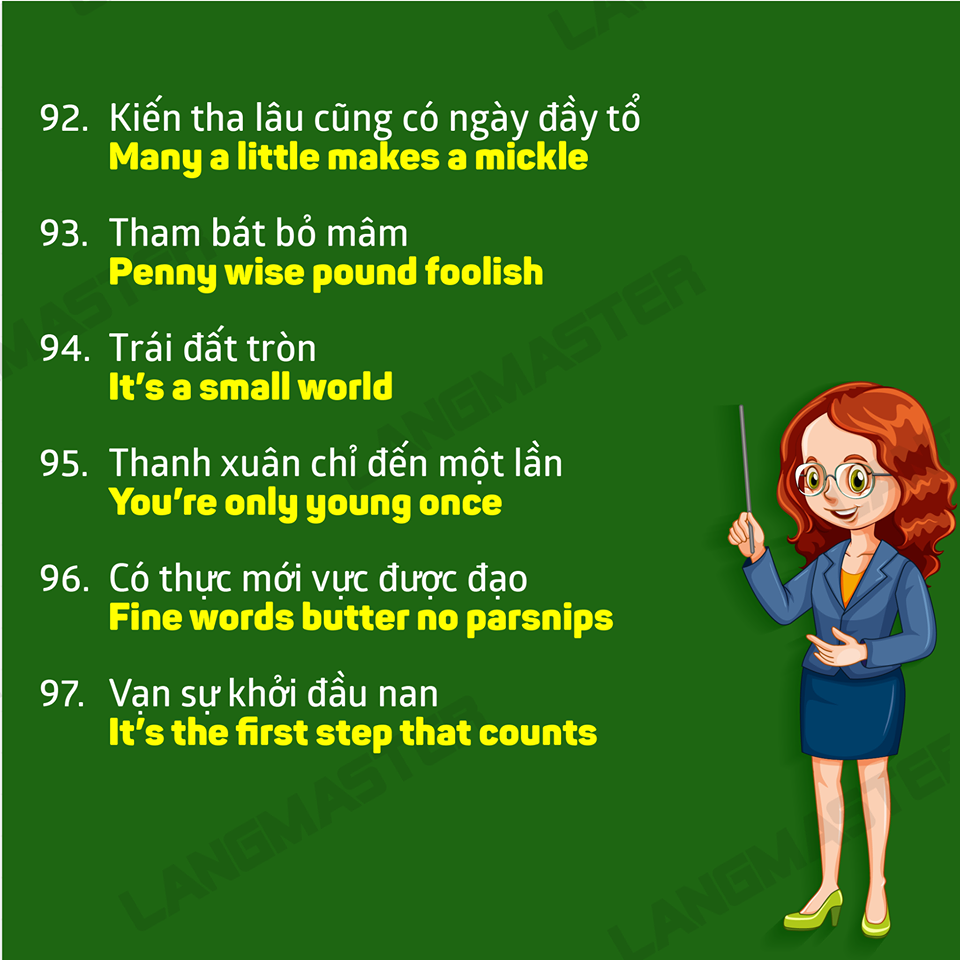 92. Kiến tha lâu cũng có ngày đầy tổ
Many a little makes a mickle
93. Tham bát bỏ mâm
Penny wise pound foolish
94. Trái đất tròn
It's a small world
95. Thanh xuân chỉ đến một lần
You're only young once
96. Có thực mới vực được đạo
Fine words butter no parsnips
97. Vạn sự khởi đầu nan
It's the first step that counts
LANGMASTER
LANGMASTER
LANGMASTER
LANGMASTER